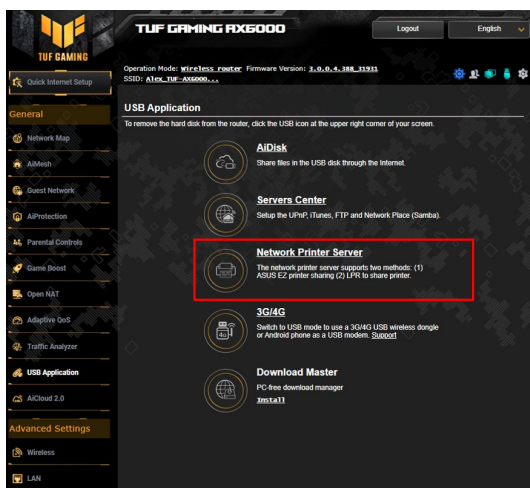 TUF GAMING
TUF GAMING AX6000
Logout
English
Operation Mode: Wireless router Firmware Version: 3.0.0.4.388_31931
SSID: Alex_TUF-AX6000...
Quick Internet Setup
General
Network Map
AiMesh
Guest Network
AiProtection
Parental Controls
Game Boost
Open NAT
Adaptive QoS
Traffic Analyzer
USB Application
AiCloud 2.0
Advanced Settings
Wireless
LAN
USB Application
To remove the hard disk from the router, click the USB icon at the upper right corner of your screen.
AiDisk
Share files in the USB disk through the Internet.
Servers Center
Setup the UPnP, iTunes, FTP and Network Place (Samba).
Network Printer Server
The network printer server supports two methods: (1)
ASUS EZ printer sharing (2) LPR to share printer.
3G/4G
Switch to USB mode to use a 3G/4G USB wireless dongle
or Android phone as a USB modem. Support
4G
Download Master
PC-free download manager
Install